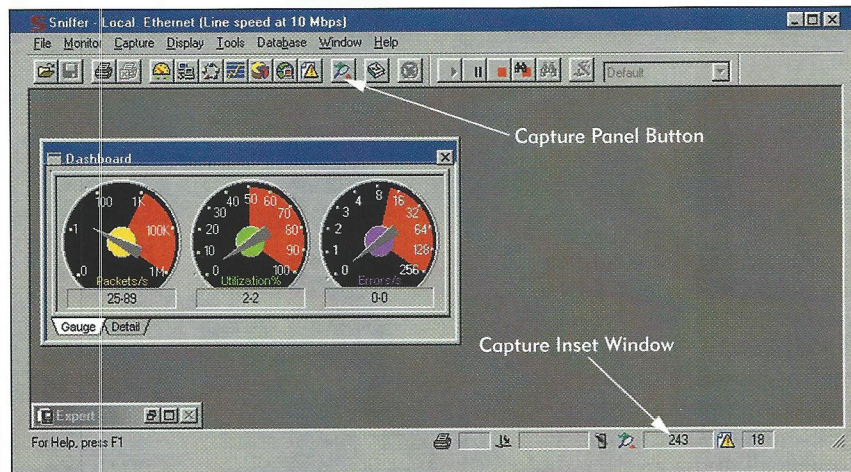 Sniffer - Local, Ethernet (Line speed at 10 Mbps)
File Monitor Capture Display Tools Database Window Help
Default
Capture Panel Button
Dashboard
0 1 100 1K 100K 1M
Packets/s
25-89
0 10 20 30 40 50 60 70 80 90 100
Utilization%
2-2
0 1 2 3 4 8 16 32 64 128 256
Errors/s
0-0
Gauge Detail
Capture Inset Window
Expert
For Help, press F1
243
18